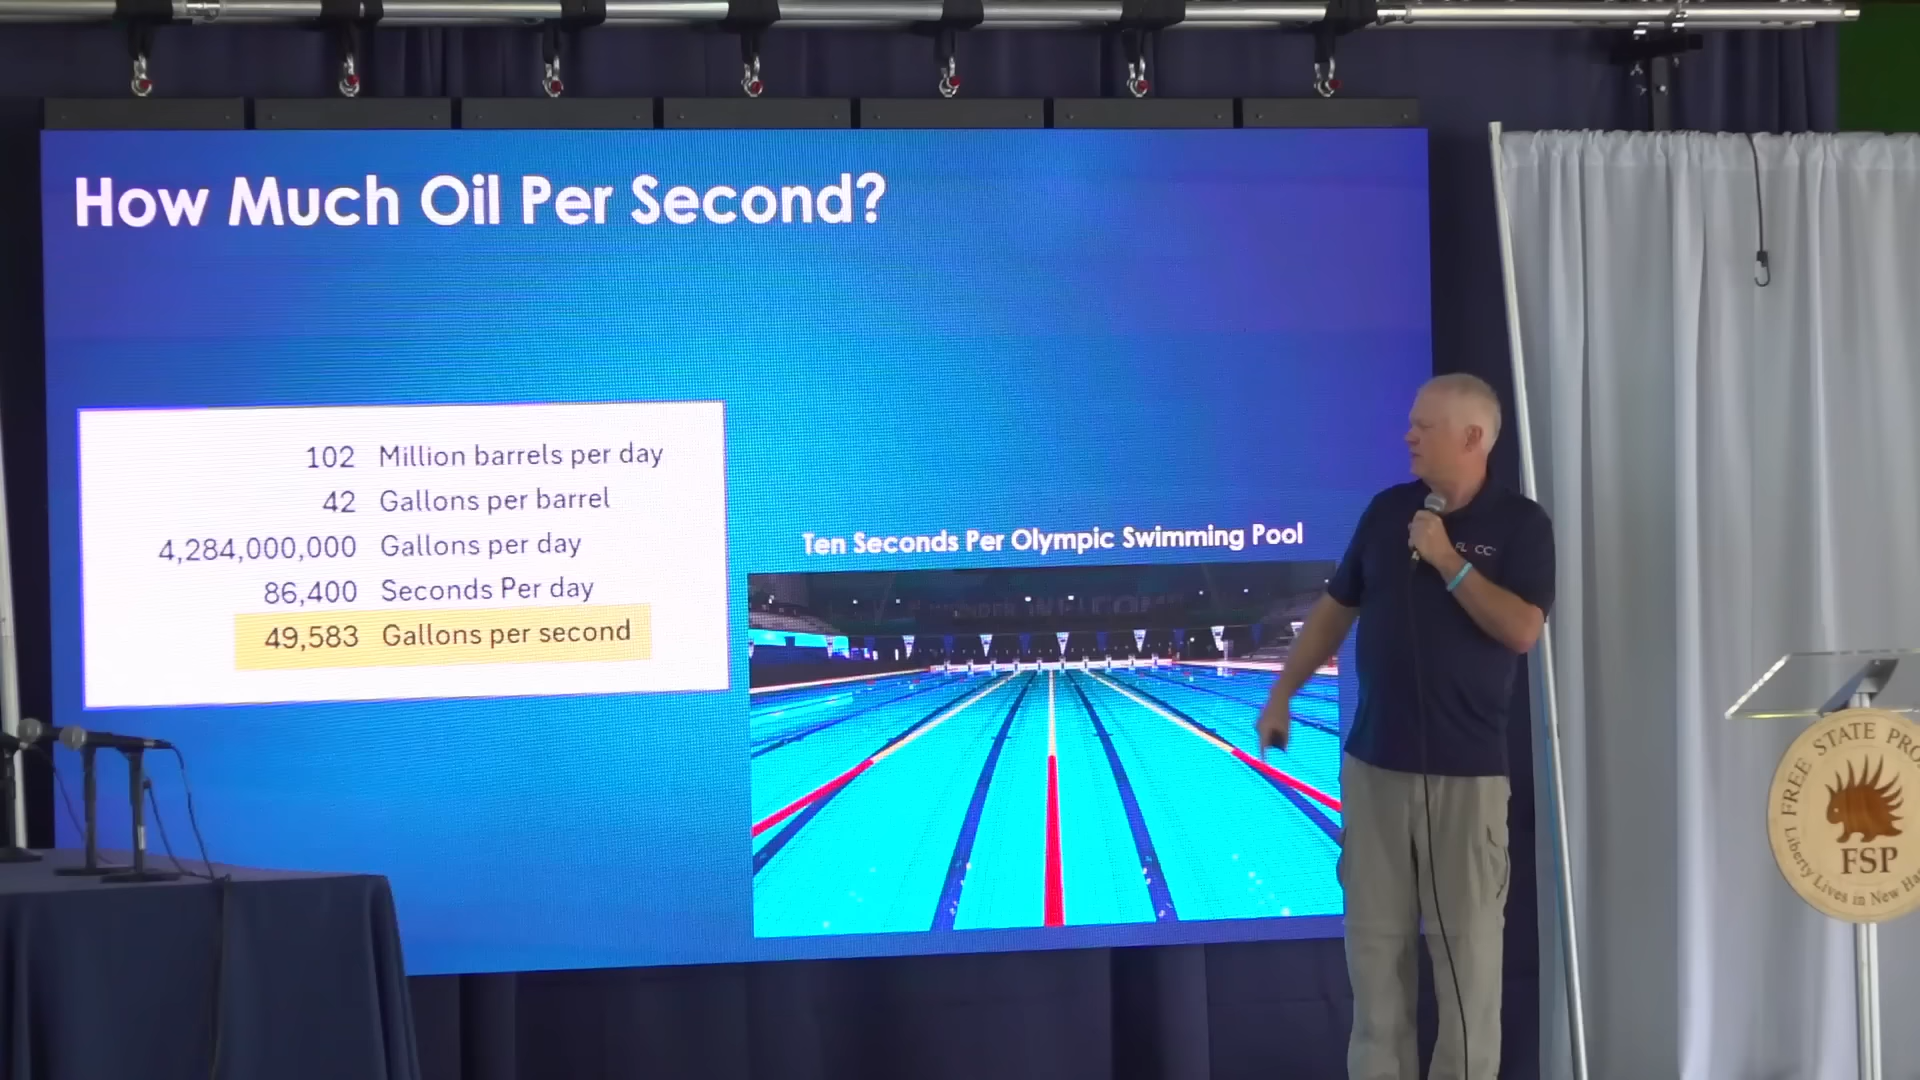 How Much Oil Per Second?
102 Million barrels per day
42 Gallons per barrel
4,284,000,000 Gallons per day
86,400 Seconds Per day
49,583 Gallons per second
Ten Seconds Per Olympic Swimming Pool
FREE STATE PRO
FSP
Liberty Lives in New Ha